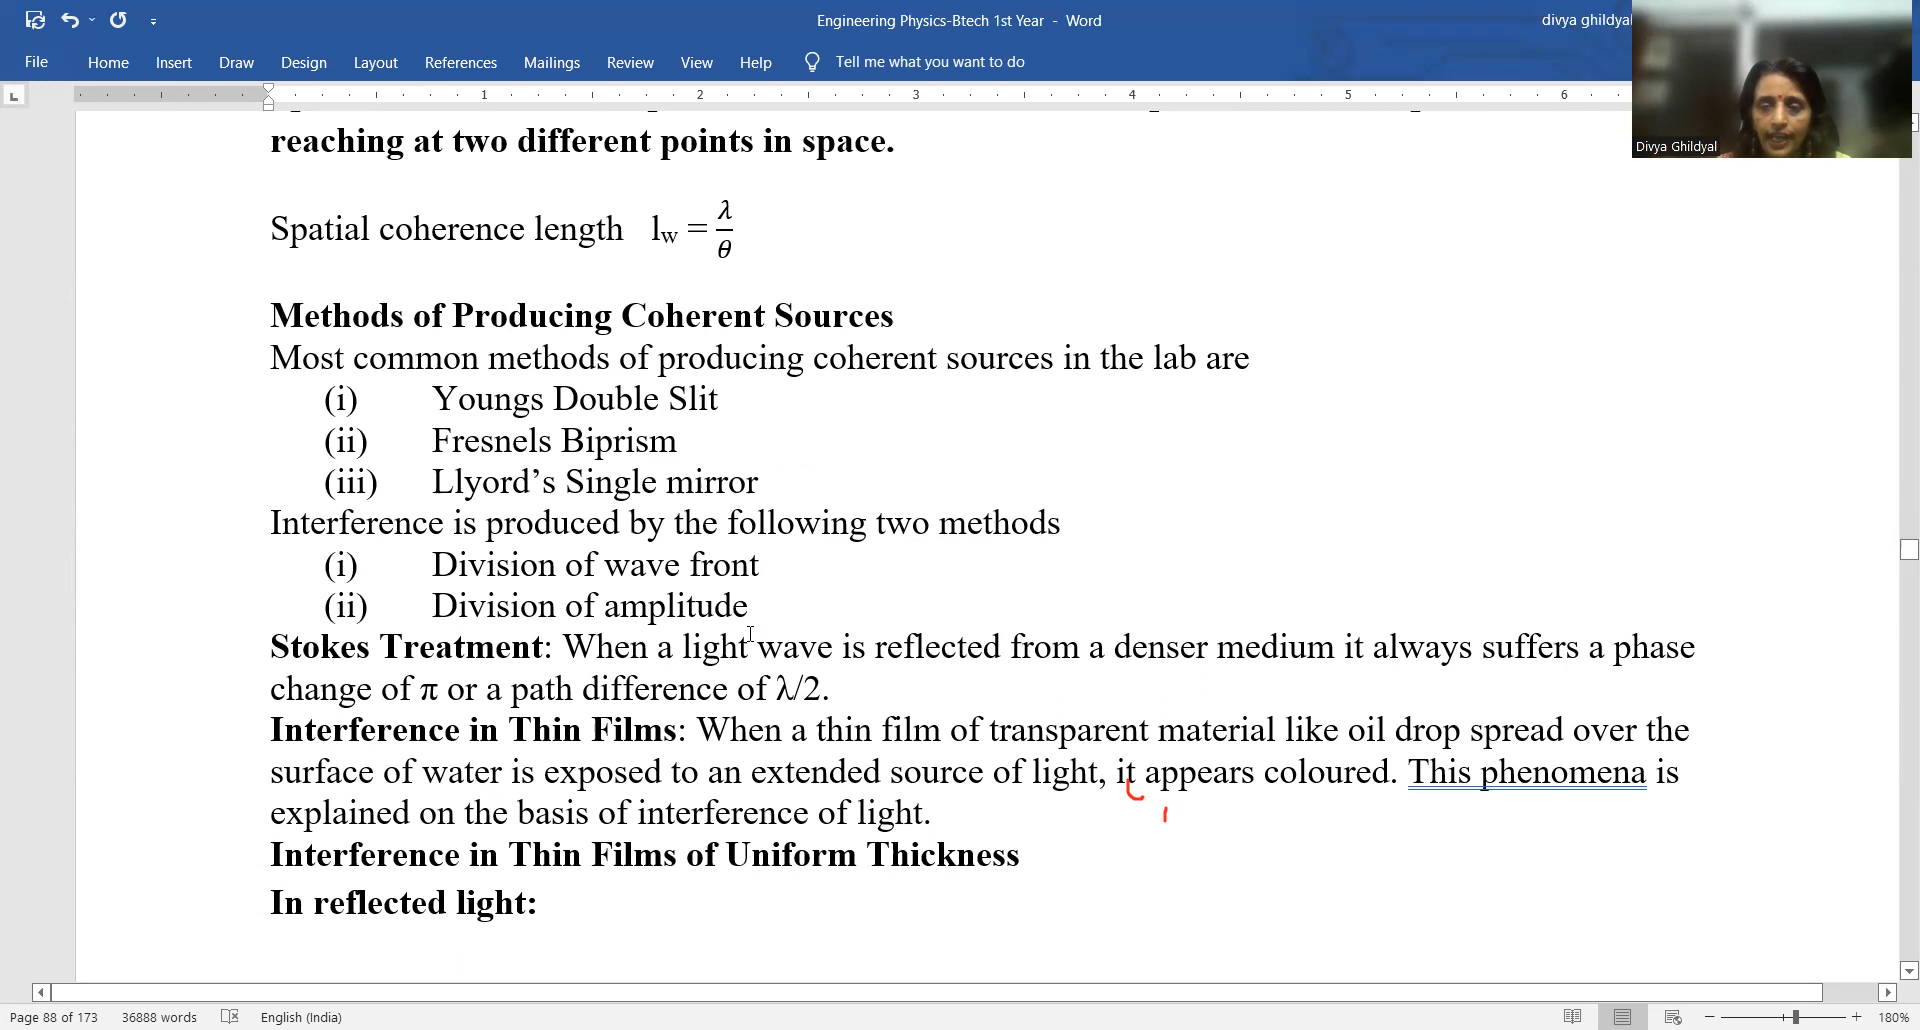 Engineering Physics-Btech 1st Year - Word
divya ghildyal
File Home Insert Draw Design Layout References Mailings Review View Help Tell me what you want to do
1 2 3 4 5 6
Divya Ghildyal
reaching at two different points in space.
Spatial coherence length l_w = λ/θ
Methods of Producing Coherent Sources
Most common methods of producing coherent sources in the lab are
(i) Youngs Double Slit
(ii) Fresnels Biprism
(iii) Llyord’s Single mirror
Interference is produced by the following two methods
(i) Division of wave front
(ii) Division of amplitude
Stokes Treatment: When a light wave is reflected from a denser medium it always suffers a phase
change of π or a path difference of λ/2.
Interference in Thin Films: When a thin film of transparent material like oil drop spread over the
surface of water is exposed to an extended source of light, it appears coloured. This phenomena is
explained on the basis of interference of light.
Interference in Thin Films of Uniform Thickness
In reflected light:
Page 88 of 173 36888 words English (India) 180%